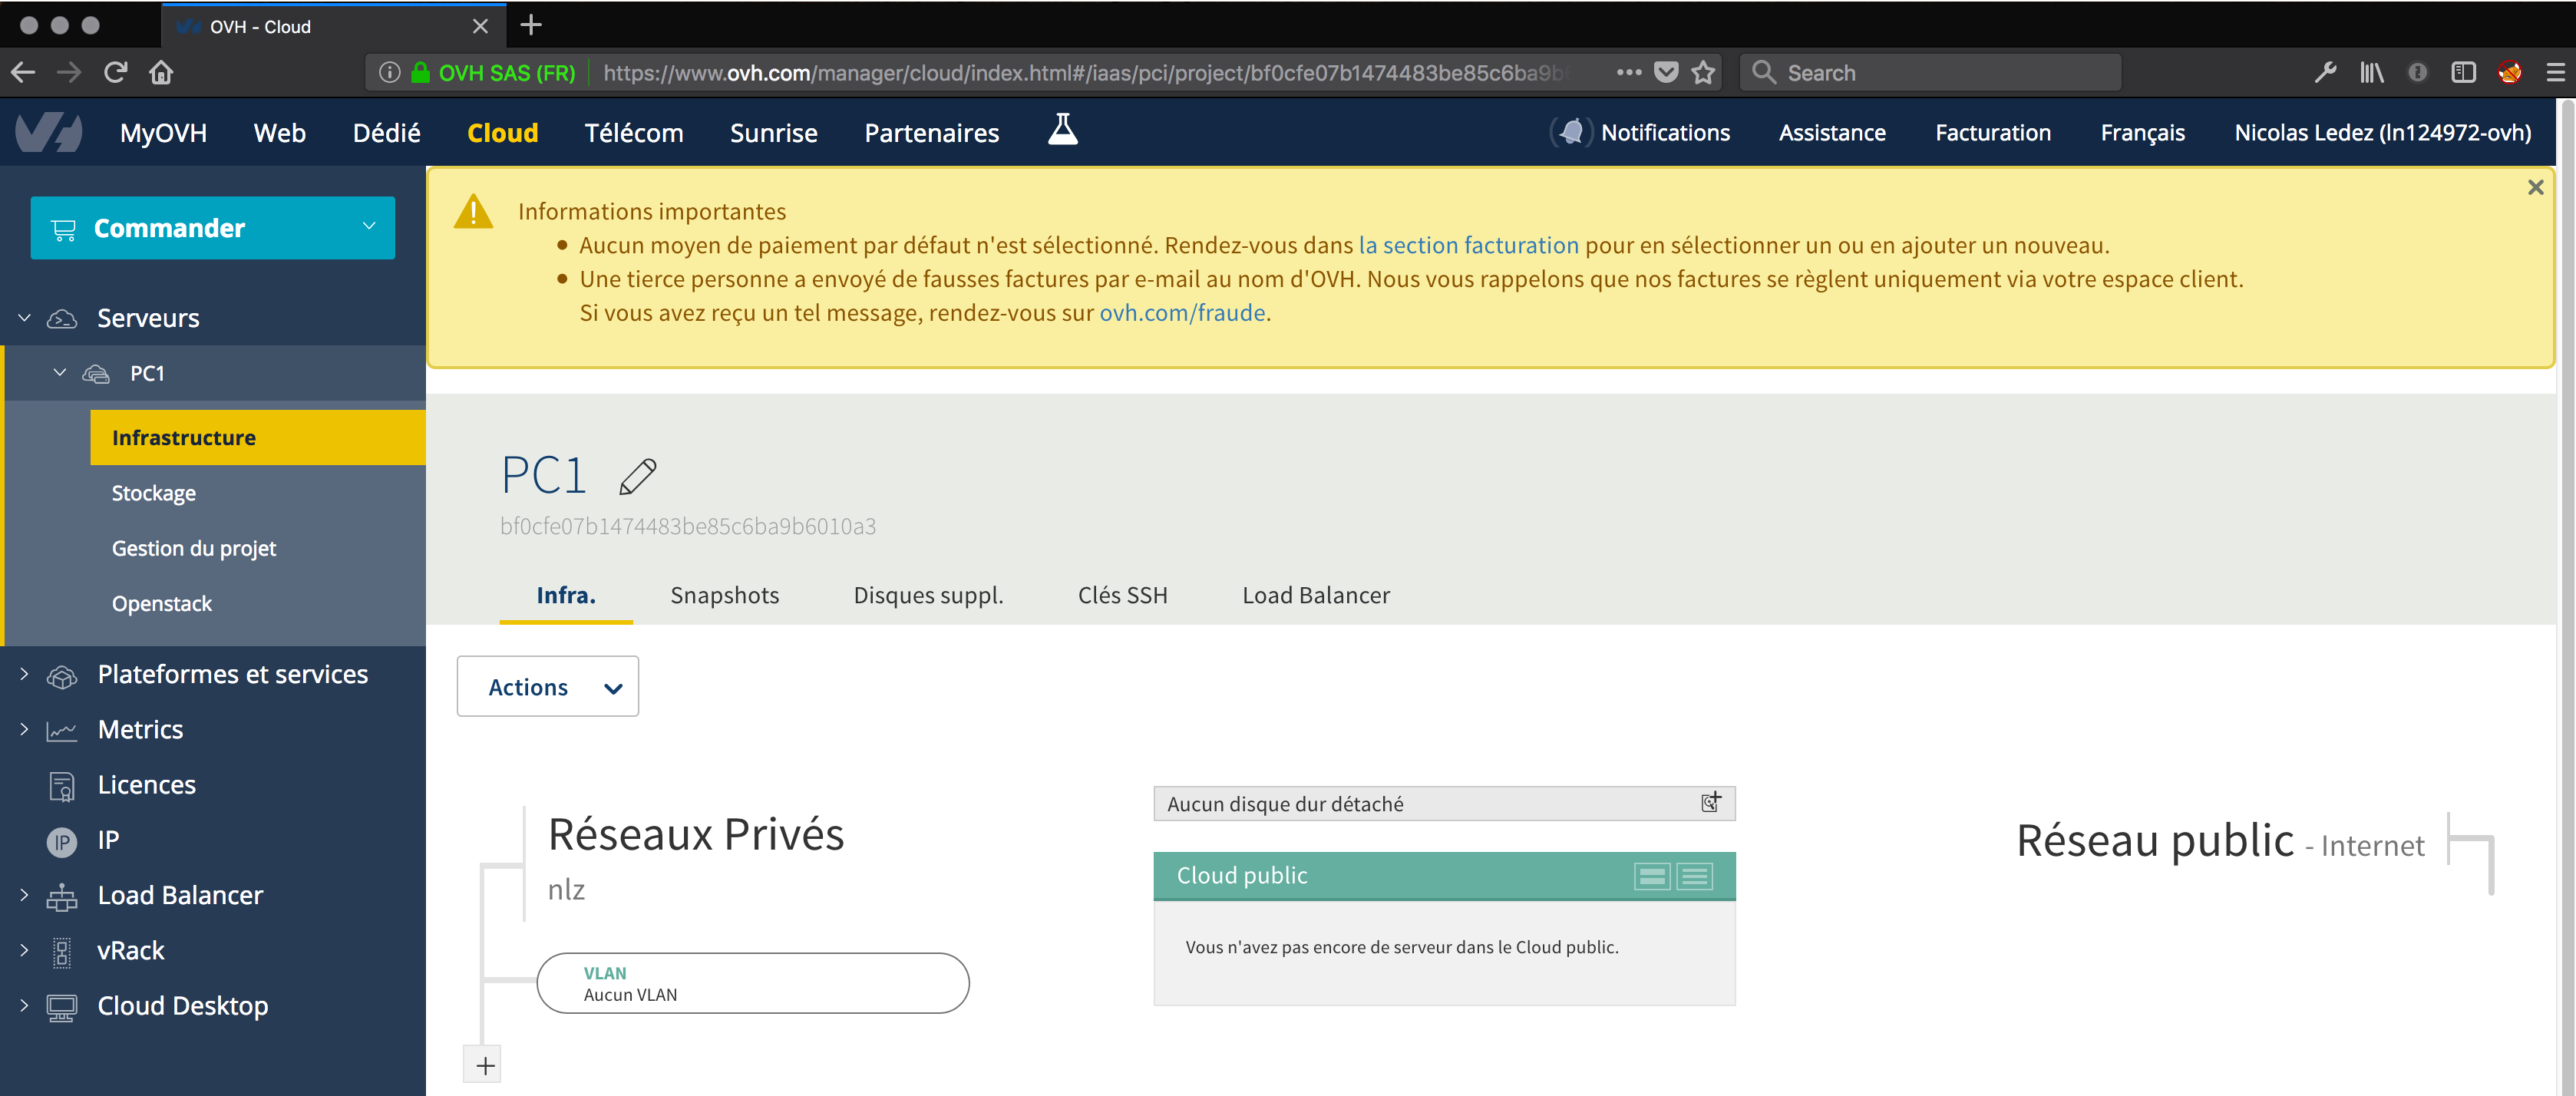 OVH - Cloud
OVH SAS (FR) https://www.ovh.com/manager/cloud/index.html#/iaas/pci/project/bf0cfe07b1474483be85c6ba9b6
Search
MyOVH Web Dédié Cloud Télécom Sunrise Partenaires Notifications Assistance Facturation Français Nicolas Ledez (ln124972-ovh)
Commander
Serveurs
PC1
Infrastructure
Stockage
Gestion du projet
Openstack
Plateformes et services
Metrics
Licences
IP IP
Load Balancer
vRack
Cloud Desktop
Informations importantes
Aucun moyen de paiement par défaut n'est sélectionné. Rendez-vous dans la section facturation pour en sélectionner un ou en ajouter un nouveau.
Une tierce personne a envoyé de fausses factures par e-mail au nom d'OVH. Nous vous rappelons que nos factures se règlent uniquement via votre espace client.
Si vous avez reçu un tel message, rendez-vous sur ovh.com/fraude.
PC1
bf0cfe07b1474483be85c6ba9b6010a3
Infra. Snapshots Disques suppl. Clés SSH Load Balancer
Actions
Réseaux Privés
nlz
VLAN
Aucun VLAN
Aucun disque dur détaché
Cloud public
Vous n'avez pas encore de serveur dans le Cloud public.
Réseau public - Internet